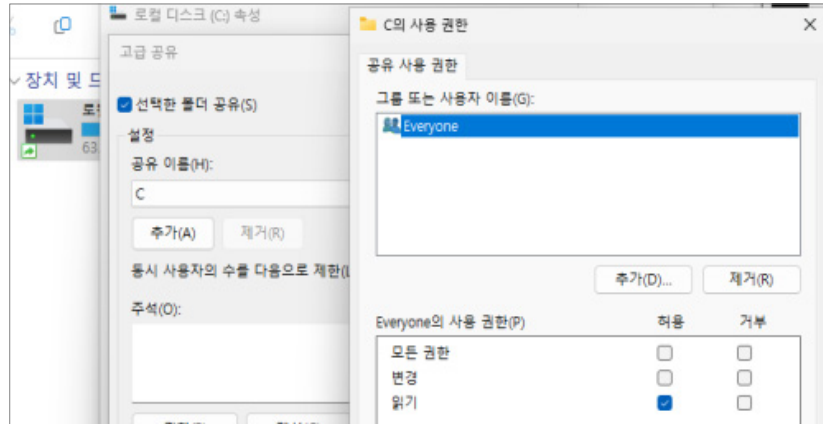 로컬 디스크 (C:) 속성
고급 공유
장치 및
63
선택한 폴더 공유(S)
설정
공유 이름(H):
C
추가(A) 제거(R)
동시 사용자의 수를 다음으로 제한(L
주석(O):
C의 사용 권한
공유 사용 권한
그룹 또는 사용자 이름(G):
Everyone
추가(D)... 제거(R)
Everyone의 사용 권한(P) 허용 거부
모든 권한
변경
읽기